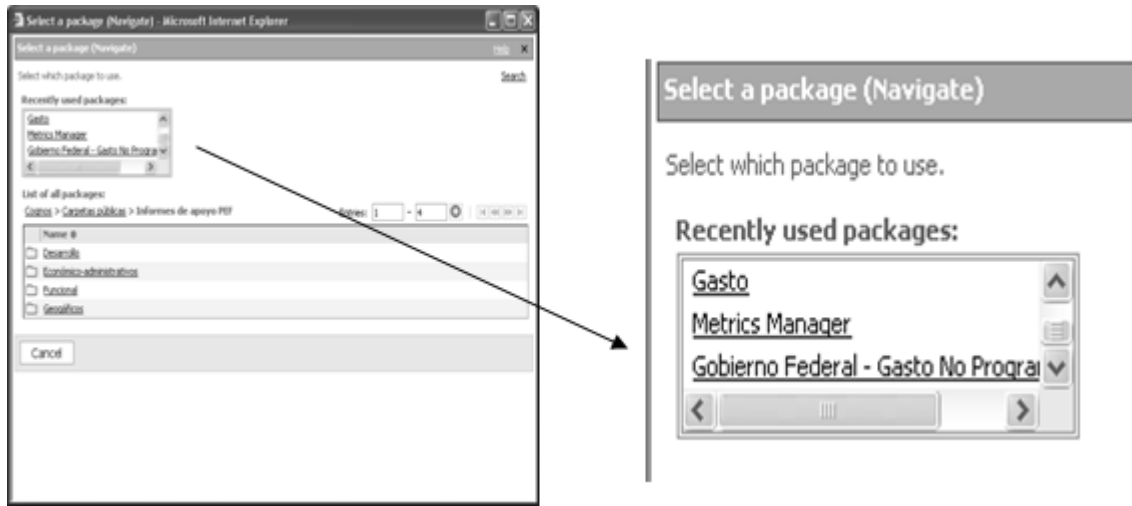 Select a package (Navigate) - Microsoft Internet Explorer
Select a package (Navigate) Help X
Select which package to use. Search
Recently used packages:
Gasto
Metrics Manager
Gobierno Federal - Gasto No Progra
List of all packages:
Cognos > Carpetas públicas > Informes de apoyo PEF Entries: 1 - 4
Name
Desarrollo
Económico-administrativos
Funcional
Geográficos
Cancel
Select a package (Navigate)
Select which package to use.
Recently used packages:
Gasto
Metrics Manager
Gobierno Federal - Gasto No Progra